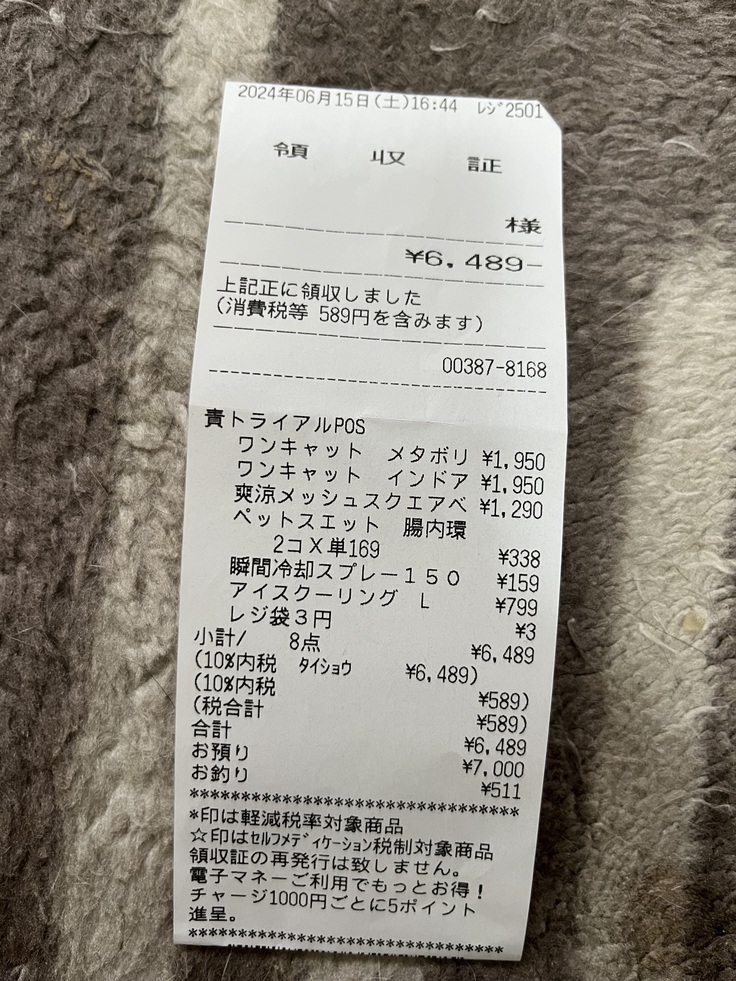 2024年06月15日(土)16:44 ﾚｼﾞ2501
領 収 証
様
¥6,489-
上記正に領収しました
(消費税等 589円を含みます)
00387-8168
責トライアルPOS
ワンキャット メタボリ ¥1,950
ワンキャット インドア ¥1,950
爽涼メッシュスクエアベ ¥1,290
ペットスエット 腸内環
2コX単169 ¥338
瞬間冷却スプレー150 ¥159
アイスクーリング L ¥799
レジ袋3円 ¥3
小計/ 8点 ¥6,489
(10%内税 ﾀｲｼｮｳ ¥6,489)
(10%内税 ¥589)
(税合計 ¥589)
合計 ¥6,489
お預り ¥7,000
お釣り ¥511
******************************
*印は軽減税率対象商品
☆印はｾﾙﾌﾒﾃﾞｨｹｰｼｮﾝ税制対象商品
領収証の再発行は致しません。
電子マネーご利用でもっとお得!
チャージ1000円ごとに5ポイント
進呈。
******************************